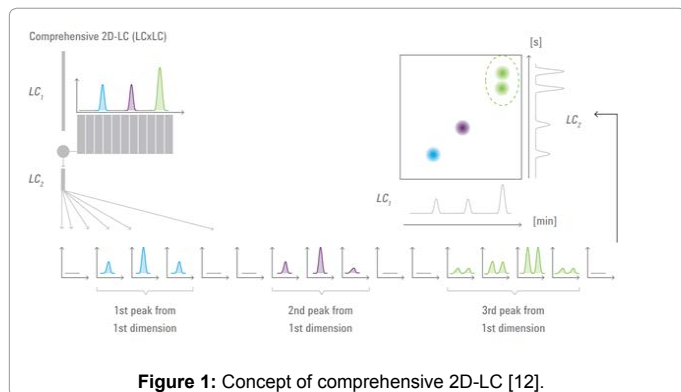 Comprehensive 2D-LC (LCxLC)
LC1
LC2
[s]
LC2
LC1
[min]
1st peak from
1st dimension
2nd peak from
1st dimension
3rd peak from
1st dimension
Figure 1: Concept of comprehensive 2D-LC [12].